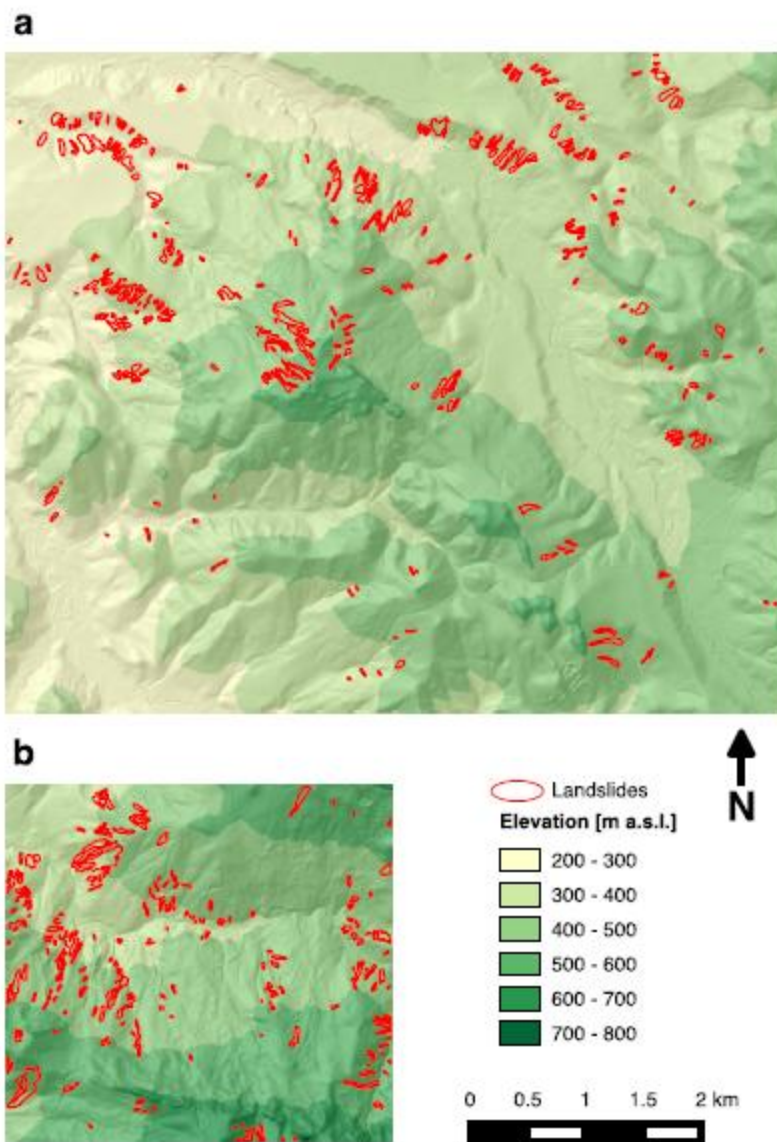 a
b
N
Landslides
Elevation [m a.s.l.]
200 - 300
300 - 400
400 - 500
500 - 600
600 - 700
700 - 800
0 0.5 1 1.5 2 km